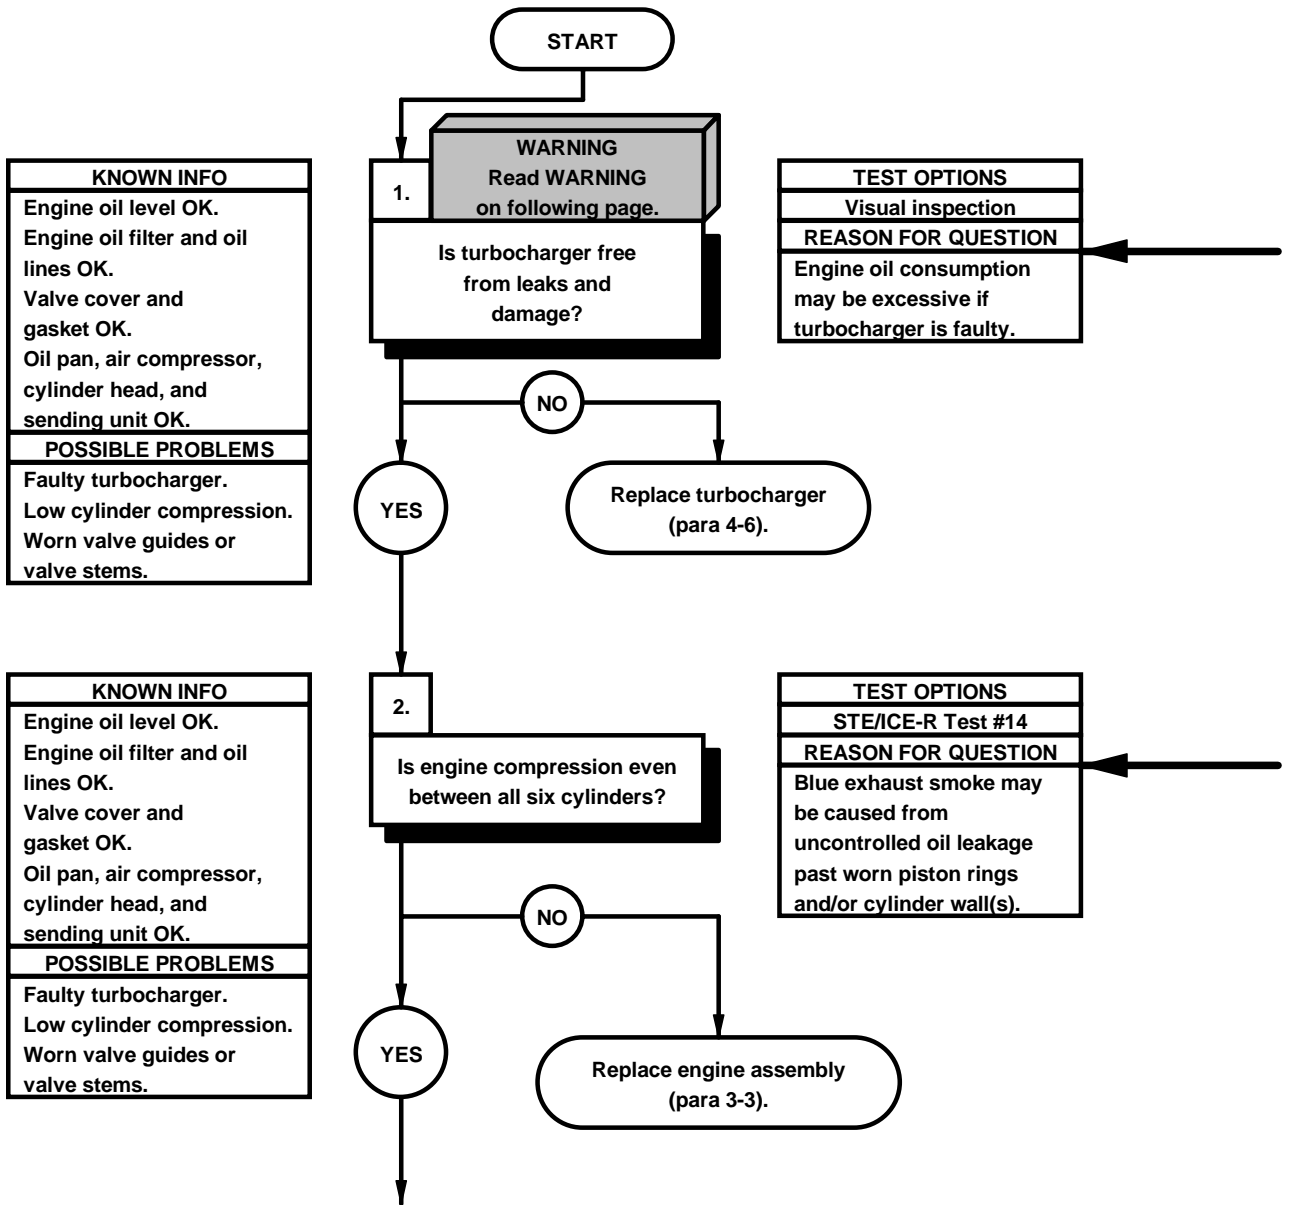 START
KNOWN INFO
Engine oil level OK.
Engine oil filter and oil
lines OK.
Valve cover and
gasket OK.
Oil pan, air compressor,
cylinder head, and
sending unit OK.
POSSIBLE PROBLEMS
Faulty turbocharger.
Low cylinder compression.
Worn valve guides or
valve stems.
1.
WARNING
Read WARNING
on following page.
Is turbocharger free
from leaks and
damage?
TEST OPTIONS
Visual inspection
REASON FOR QUESTION
Engine oil consumption
may be excessive if
turbocharger is faulty.
NO
YES
Replace turbocharger
(para 4-6).
KNOWN INFO
Engine oil level OK.
Engine oil filter and oil
lines OK.
Valve cover and
gasket OK.
Oil pan, air compressor,
cylinder head, and
sending unit OK.
POSSIBLE PROBLEMS
Faulty turbocharger.
Low cylinder compression.
Worn valve guides or
valve stems.
2.
Is engine compression even
between all six cylinders?
TEST OPTIONS
STE/ICE-R Test #14
REASON FOR QUESTION
Blue exhaust smoke may
be caused from
uncontrolled oil leakage
past worn piston rings
and/or cylinder wall(s).
NO
YES
Replace engine assembly
(para 3-3).